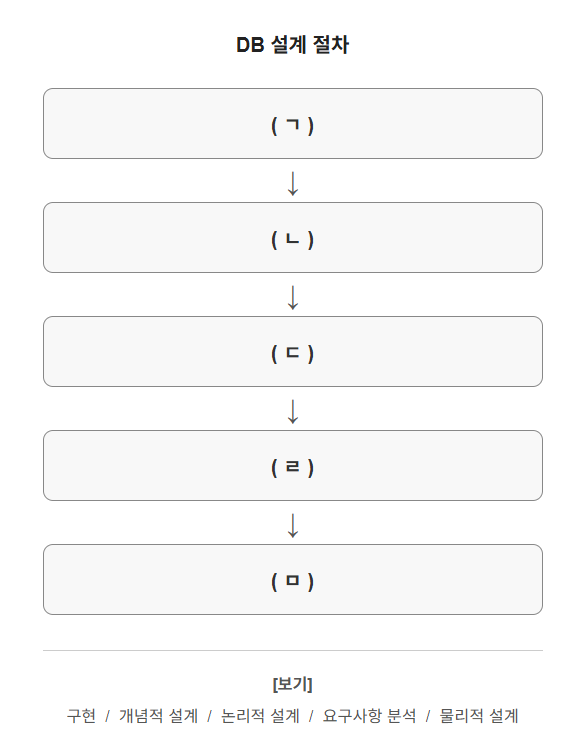 DB 설계 절차
( ㄱ )
↓
( ㄴ )
↓
( ㄷ )
↓
( ㄹ )
↓
( ㅁ )
[보기]
구현 / 개념적 설계 / 논리적 설계 / 요구사항 분석 / 물리적 설계